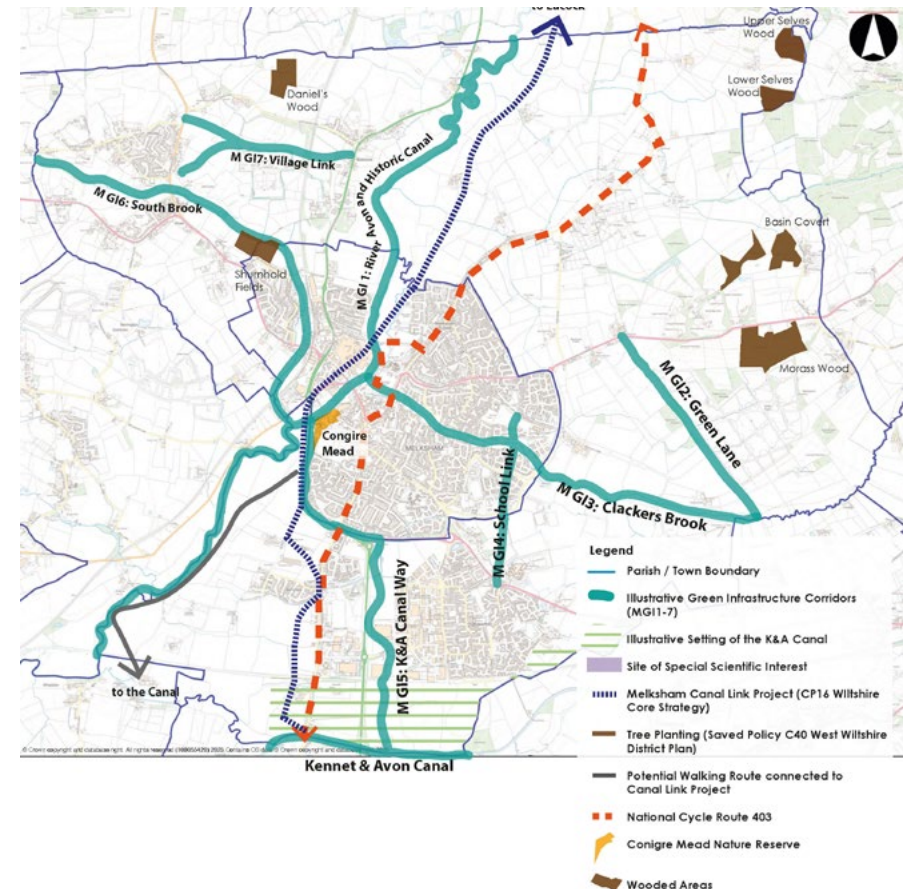 to Lacock
Upper Selves
Wood
Lower Selves
Wood
Daniel's
Wood
M GI7: Village Link
M GI 1: River Avon and Historic Canal
M GI6: South Brook
Shurnhold
Fields
Basin Covert
Morass Wood
M GI2: Green Lane
Congire
Mead
MELKSHAM
M GI4: School Link
M GI3: Clackers Brook
M GI5: K&A Canal Way
to the Canal
Kennet & Avon Canal
Legend
Parish / Town Boundary
Illustrative Green Infrastructure Corridors
(MGI1-7)
Illustrative Setting of the K&A Canal
Site of Special Scientific Interest
Melksham Canal Link Project (CP16 Wiltshire
Core Strategy)
Tree Planting (Saved Policy C40 West Wiltshire
District Plan)
Potential Walking Route connected to
Canal Link Project
National Cycle Route 403
Conigre Mead Nature Reserve
Wooded Areas